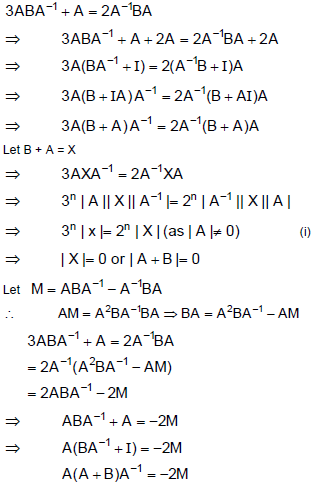 3ABA⁻¹ + A = 2A⁻¹BA
⇒ 3ABA⁻¹ + A + 2A = 2A⁻¹BA + 2A
⇒ 3A(BA⁻¹ + I) = 2(A⁻¹B + I)A
⇒ 3A(B + IA)A⁻¹ = 2A⁻¹(B + AI)A
⇒ 3A(B + A)A⁻¹ = 2A⁻¹(B + A)A
Let B + A = X
⇒ 3AXA⁻¹ = 2A⁻¹XA
⇒ 3ⁿ | A || X || A⁻¹ |= 2ⁿ | A⁻¹ || X || A |
⇒ 3ⁿ | x |= 2ⁿ | X | (as | A |≠ 0) (i)
⇒ | X |= 0 or | A + B |= 0
Let M = ABA⁻¹ − A⁻¹BA
∴ AM = A²BA⁻¹ − BA ⇒ BA = A²BA⁻¹ − AM
3ABA⁻¹ + A = 2A⁻¹BA
= 2A⁻¹(A²BA⁻¹ − AM)
= 2ABA⁻¹ − 2M
⇒ ABA⁻¹ + A = −2M
⇒ A(BA⁻¹ + I) = −2M
A(A + B)A⁻¹ = −2M